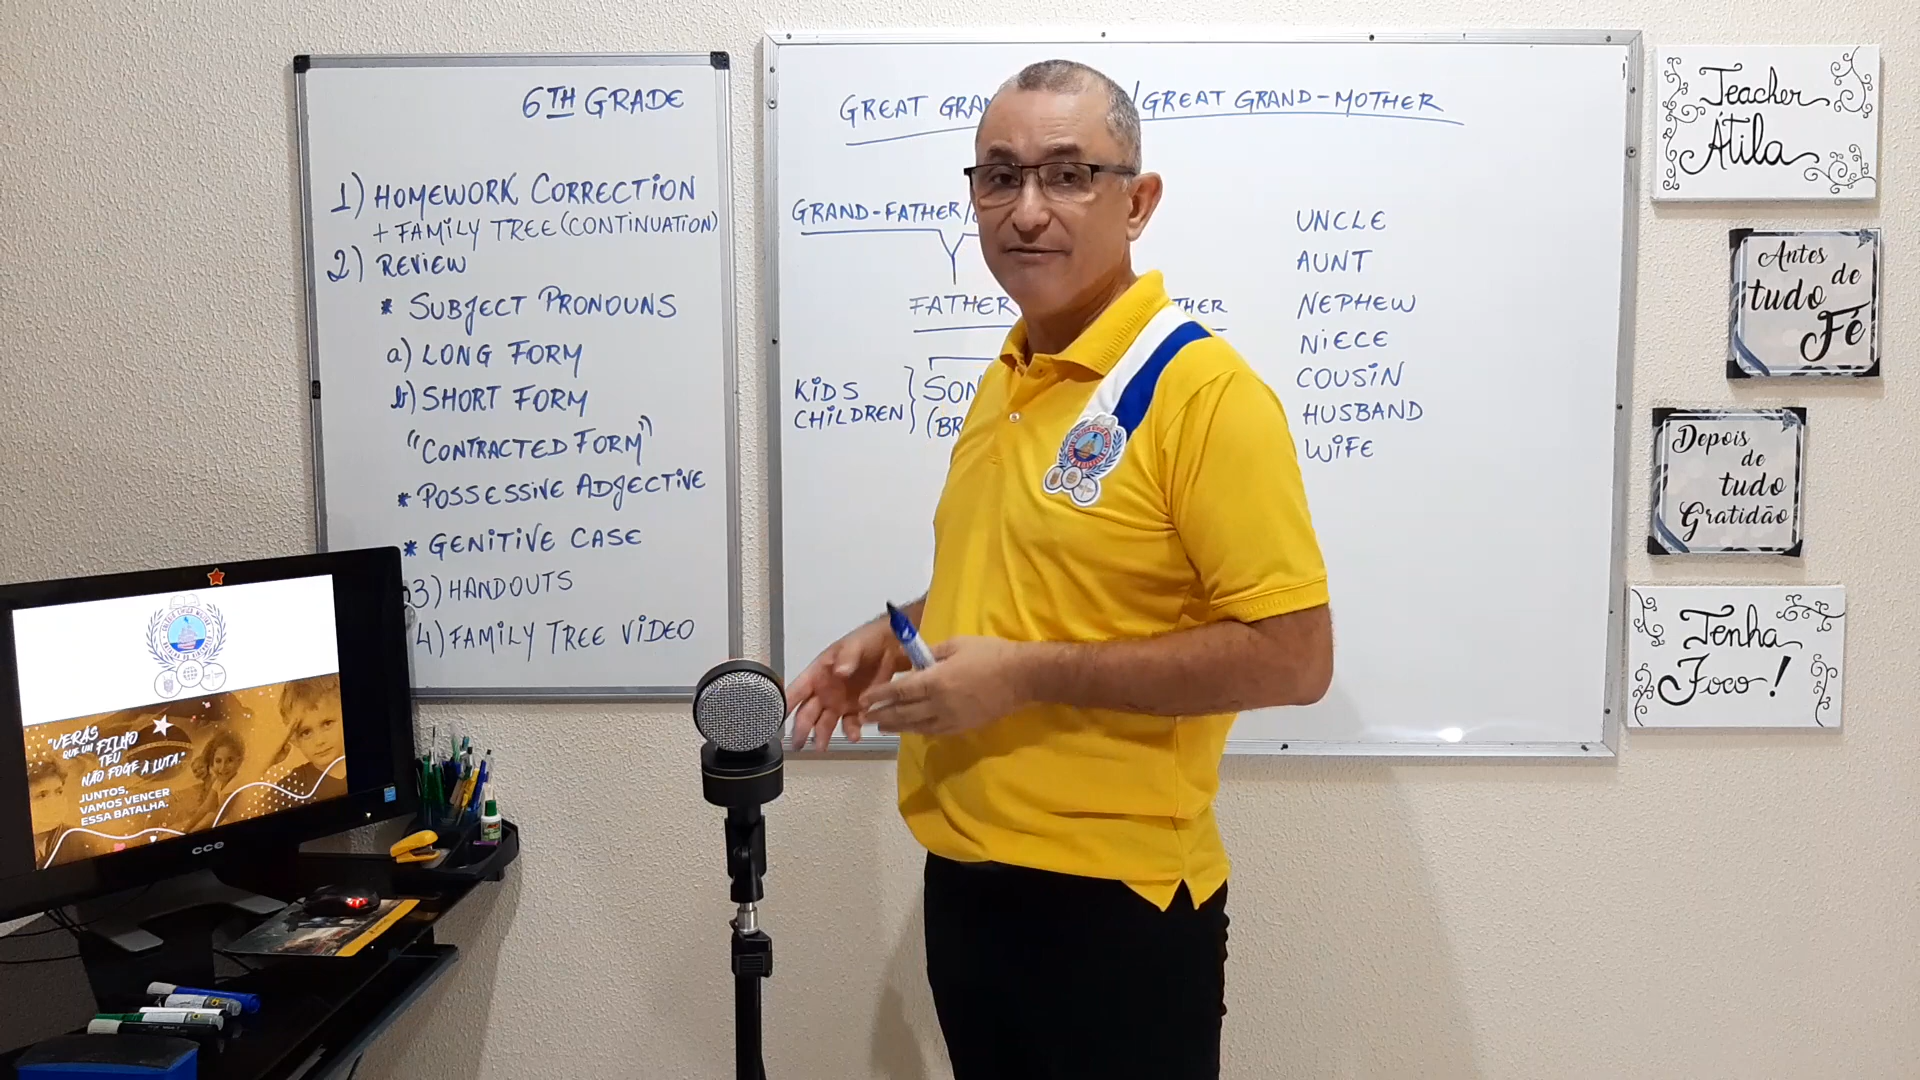 6TH GRADE
1) HOMEWORK CORRECTION
+ FAMILY TREE (CONTINUATION)
2) REVIEW
* SUBJECT PRONOUNS
a) LONG FORM
b) SHORT FORM
"CONTRACTED FORM"
* POSSESSIVE ADJECTIVE
* GENITIVE CASE
3) HANDOUTS
4) FAMILY TREE VIDEO
GREAT /GREAT GRAND-MOTHER
GRAND-FATHER/
FATHER
KIDS
CHILDREN
SON
UNCLE
AUNT
NEPHEW
NIECE
COUSIN
HUSBAND
WIFE
Teacher
Átila
Antes
de
tudo
Fé
Depois
de
tudo
Gratidão
Tenha
Foco!
"VERÁS
QUE UM FILHO
TEU
NÃO FOGE À LUTA."
JUNTOS,
VAMOS VENCER
ESSA BATALHA.
cce